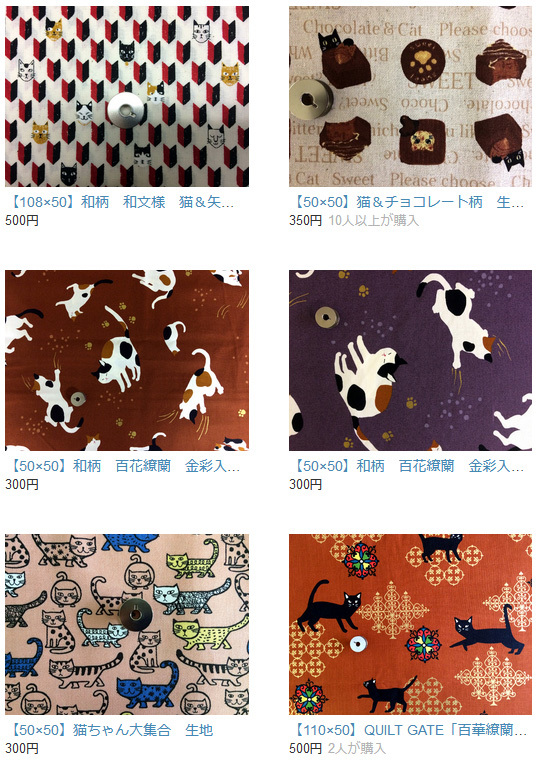 Chocolate & Cat Please choose
SWEET
Choco Sweet
SWEET
& Cat Sweet Please choose
【108×50】和柄 和文様 猫＆矢…
500円
【50×50】猫＆チョコレート柄 生…
350円 10人以上が購入
【50×50】和柄 百花繚蘭 金彩入…
300円
【50×50】和柄 百花繚蘭 金彩入…
300円
【50×50】猫ちゃん大集合 生地
300円
【110×50】QUILT GATE「百華繚蘭…
500円 2人が購入